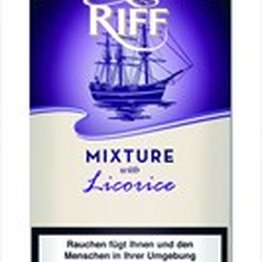 RIFF
MIXTURE
with
Licorice
Rauchen fügt Ihnen und den
Menschen in Ihrer Umgebung